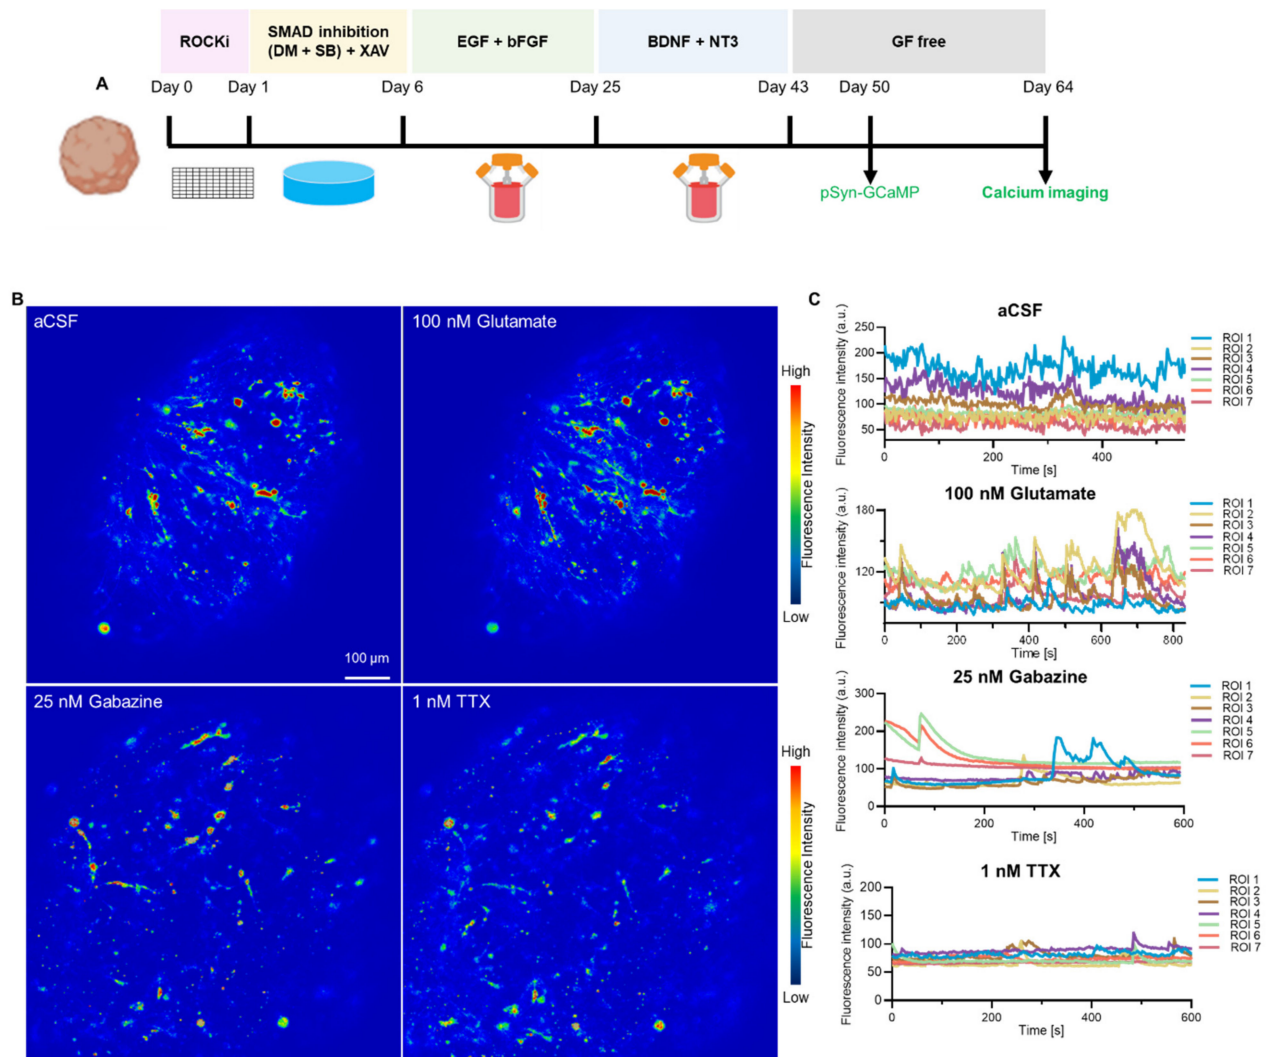 ROCKi
SMAD inhibition
(DM + SB) + XAV
EGF + bFGF
BDNF + NT3
GF free
A
Day 0
Day 1
Day 6
Day 25
Day 43
Day 50
Day 64
pSyn-GCaMP
Calcium imaging
B
aCSF
100 nM Glutamate
High
Fluorescence Intensity
Low
100 µm
25 nM Gabazine
1 nM TTX
High
Fluorescence Intensity
Low
C
aCSF
Fluorescence intensity (a.u.)
250
200
150
100
50
0
200
400
Time [s]
ROI 1
ROI 2
ROI 3
ROI 4
ROI 5
ROI 6
ROI 7
100 nM Glutamate
Fluorescence intensity (a.u.)
180
120
0
200
400
600
800
Time [s]
ROI 1
ROI 2
ROI 3
ROI 4
ROI 5
ROI 6
ROI 7
25 nM Gabazine
Fluorescence intensity (a.u.)
300
200
100
0
0
200
400
600
Time [s]
ROI 1
ROI 2
ROI 3
ROI 4
ROI 5
ROI 6
ROI 7
1 nM TTX
Fluorescence intensity (a.u.)
200
150
100
50
0
0
200
400
600
Time [s]
ROI 1
ROI 2
ROI 3
ROI 4
ROI 5
ROI 6
ROI 7